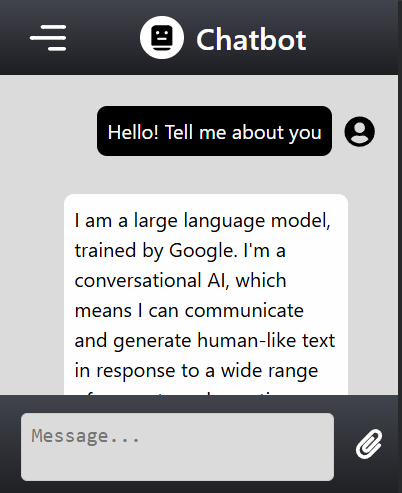 Chatbot
Hello! Tell me about you
I am a large language model,
trained by Google. I'm a
conversational AI, which
means I can communicate
and generate human-like text
in response to a wide range
Message...